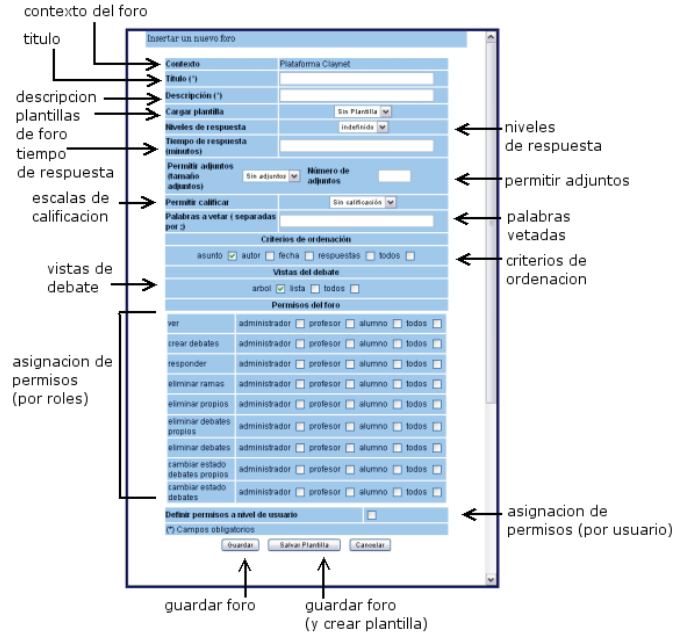 contexto del foro
titulo
descripcion
plantillas
de foro
tiempo
de respuesta
escalas de
calificacion
vistas de
debate
asignacion de
permisos
(por roles)
Insertar un nuevo foro
Contexto Plataforma Claynet
Título (*)
Descripción (*)
Cargar plantilla Sin Plantilla
Niveles de respuesta indefinido
Tiempo de respuesta
(minutos)
Permitir adjuntos
(tamaño
adjuntos) Sin adjuntos Número de
adjuntos
Permitir calificar Sin calificación
Palabras a vetar ( separadas
por ;)
Criterios de ordenación
asunto autor fecha respuestas todos
Vistas del debate
arbol lista todos
Permisos del foro
ver administrador profesor alumno todos
crear debates administrador profesor alumno todos
responder administrador profesor alumno todos
eliminar ramas administrador profesor alumno todos
eliminar propios administrador profesor alumno todos
eliminar debates
propios administrador profesor alumno todos
eliminar debates administrador profesor alumno todos
cambiar estado
debates propios administrador profesor alumno todos
cambiar estado
debates administrador profesor alumno todos
Definir permisos a nivel de usuario
(*) Campos obligatorios
Guardar Salvar Plantilla Cancelar
niveles
de respuesta
permitir adjuntos
palabras
vetadas
criterios de
ordenacion
asignacion de
permisos (por usuario)
guardar foro
guardar foro
(y crear plantilla)